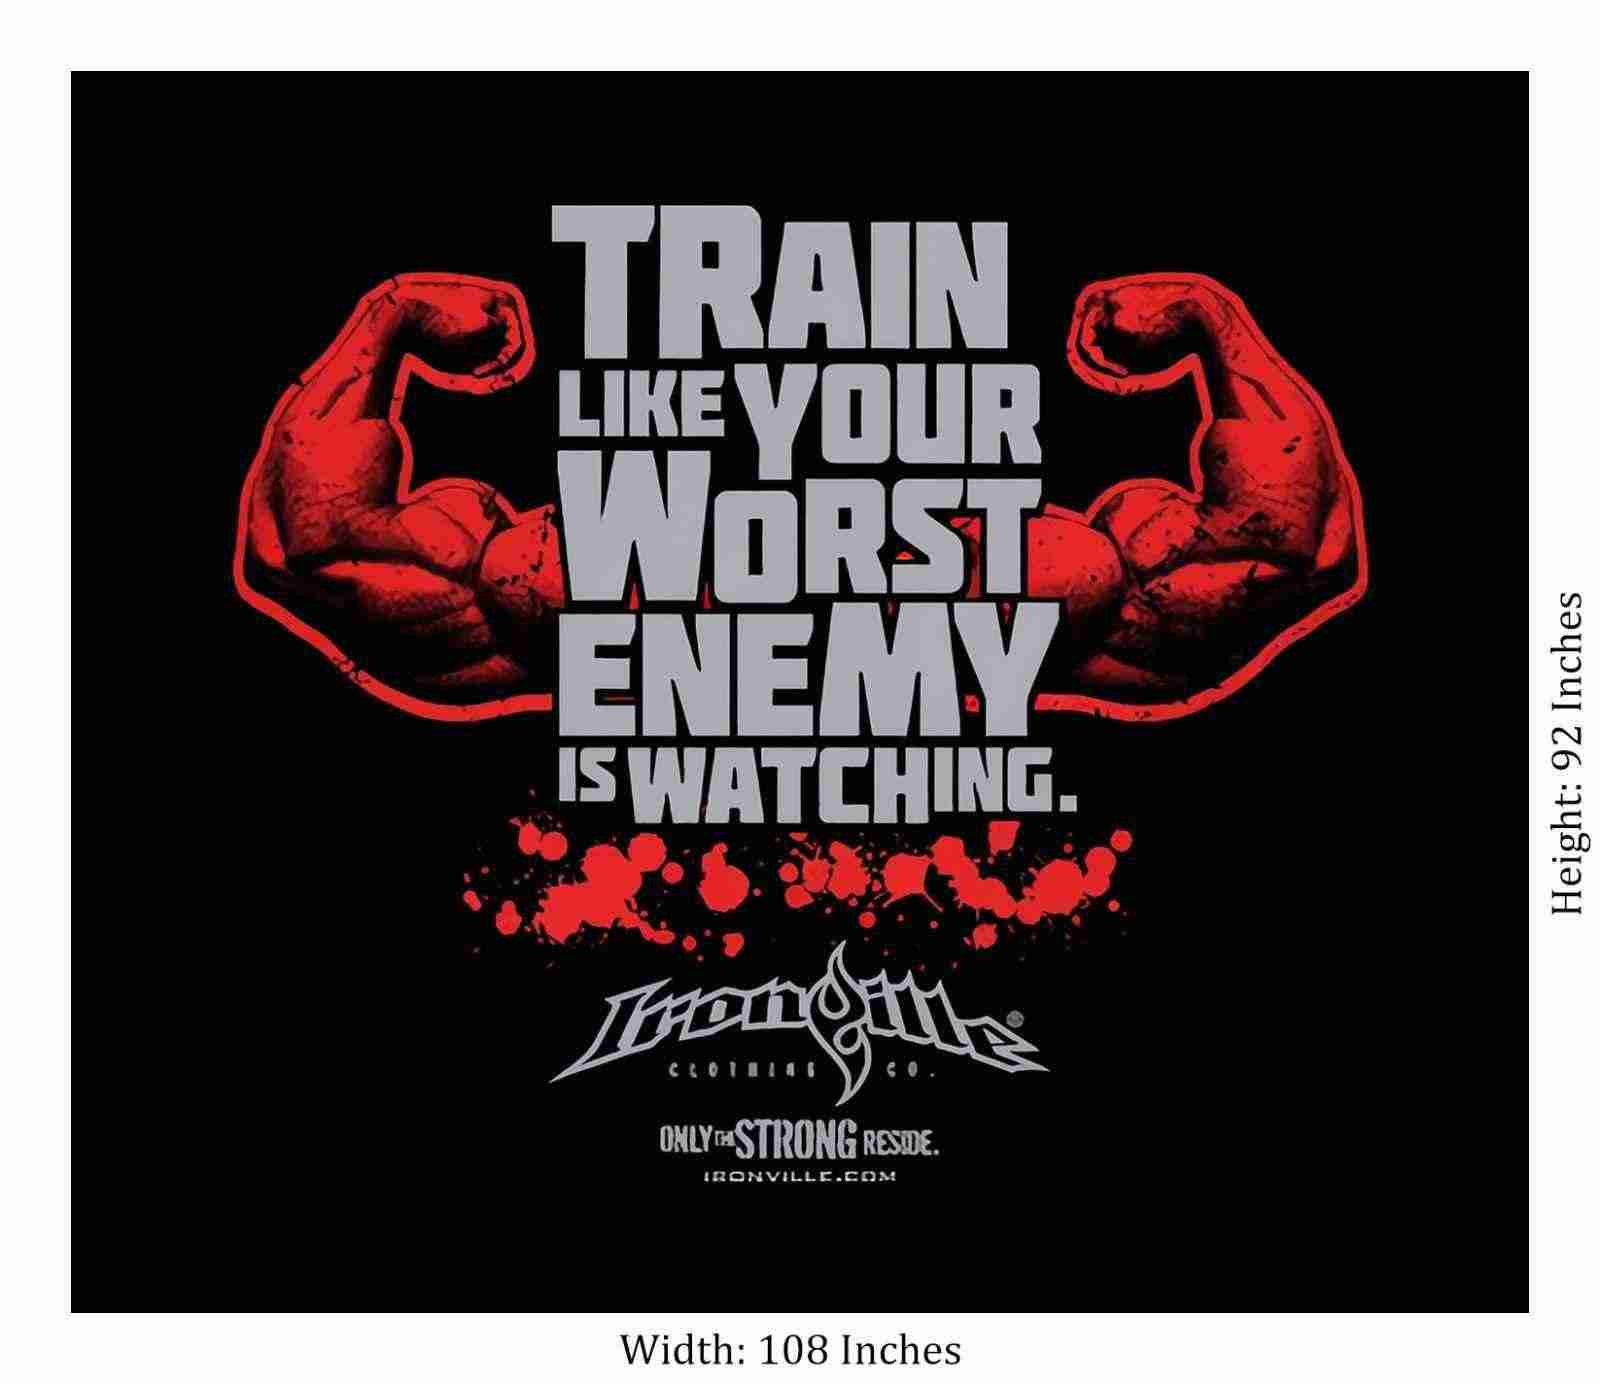 TRAIN
LIKE YOUR
WORST
ENEMY
IS WATCHING.
Ironville®
CLOTHING CO.
ONLY THE STRONG RESIDE.
IRONVILLE.COM
Height: 92 Inches
Width: 108 Inches